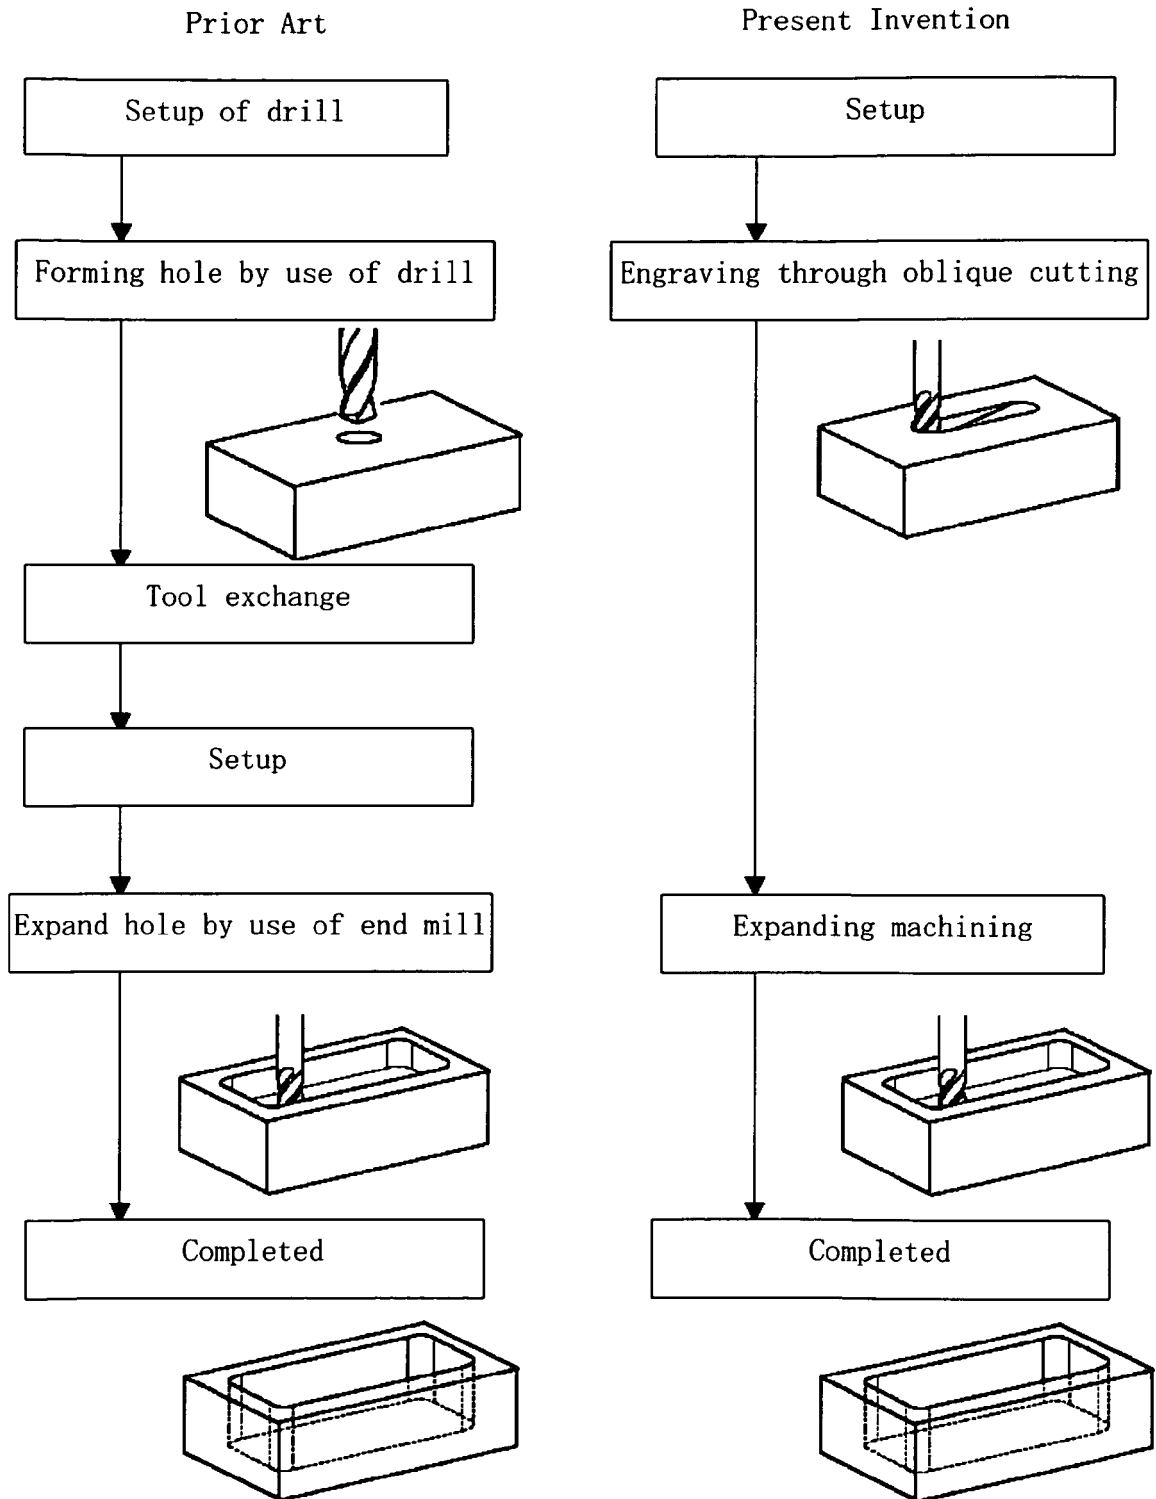 Prior Art
Setup of drill
Forming hole by use of drill
Tool exchange
Setup
Expand hole by use of end mill
Completed
Present Invention
Setup
Engraving through oblique cutting
Expanding machining
Completed